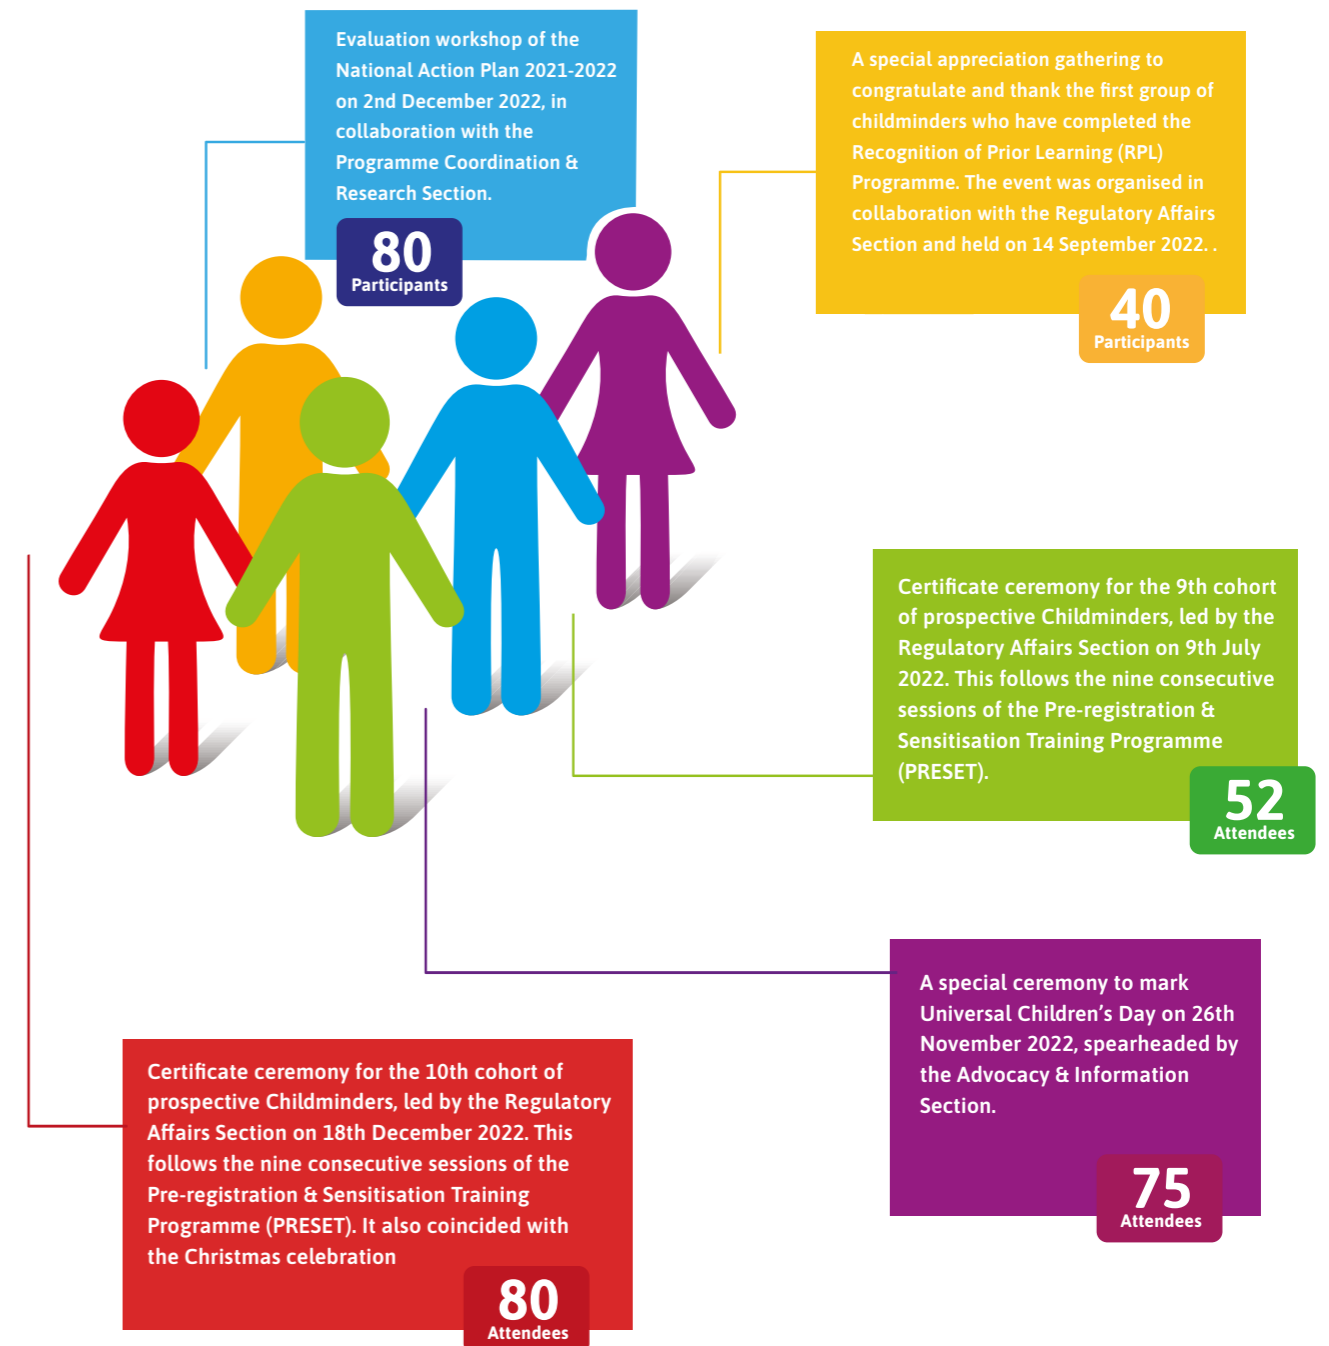 Evaluation workshop of the
National Action Plan 2021-2022
on 2nd December 2022, in
collaboration with the
Programme Coordination &
Research Section.
80
Participants
A special appreciation gathering to
congratulate and thank the first group of
childminders who have completed the
Recognition of Prior Learning (RPL)
Programme. The event was organised in
collaboration with the Regulatory Affairs
Section and held on 14 September 2022. .
40
Participants
Certificate ceremony for the 9th cohort
of prospective Childminders, led by the
Regulatory Affairs Section on 9th July
2022. This follows the nine consecutive
sessions of the Pre-registration &
Sensitisation Training Programme
(PRESET).
52
Attendees
A special ceremony to mark
Universal Children’s Day on 26th
November 2022, spearheaded by
the Advocacy & Information
Section.
75
Attendees
Certificate ceremony for the 10th cohort of
prospective Childminders, led by the Regulatory
Affairs Section on 18th December 2022. This
follows the nine consecutive sessions of the
Pre-registration & Sensitisation Training
Programme (PRESET). It also coincided with
the Christmas celebration
80
Attendees